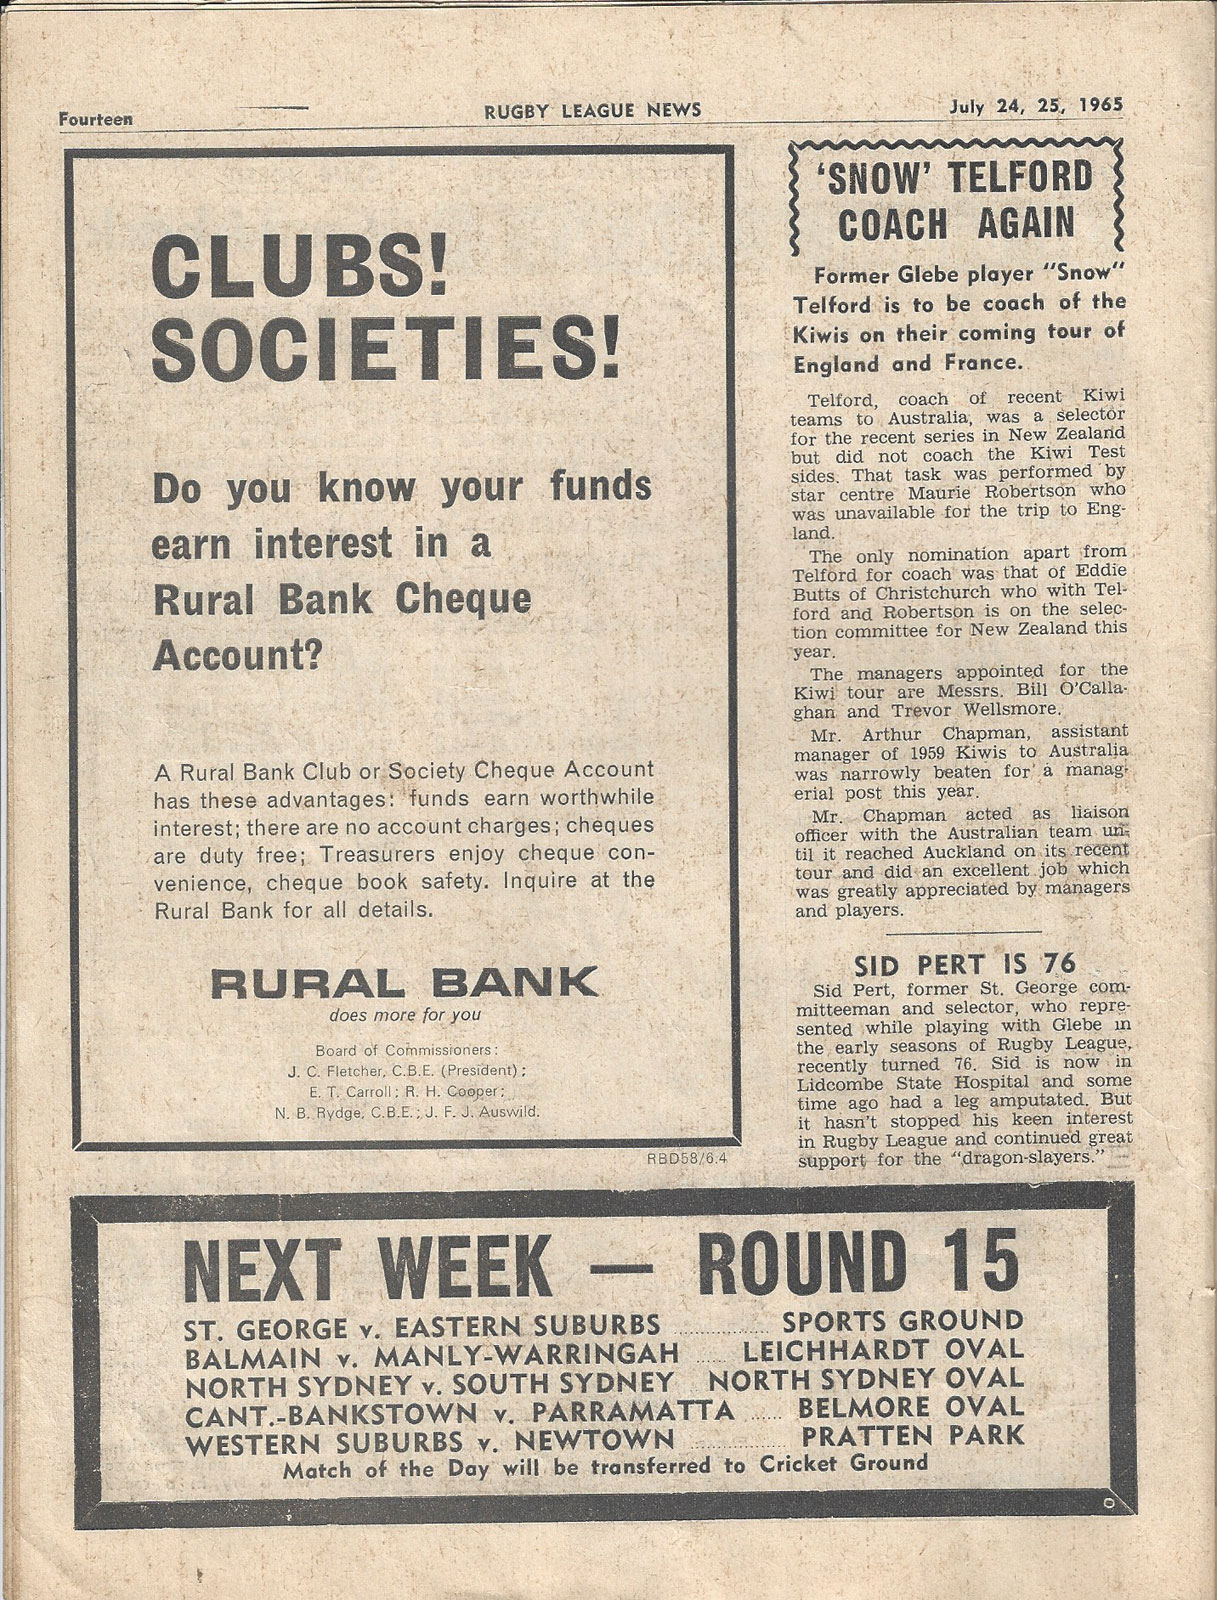 Fourteen
RUGBY LEAGUE NEWS
July 24, 25, 1965
CLUBS!
SOCIETIES!
Do you know your funds
earn interest in a
Rural Bank Cheque
Account?
A Rural Bank Club or Society Cheque Account
has these advantages: funds earn worthwhile
interest; there are no account charges; cheques
are duty free; Treasurers enjoy cheque con-
venience, cheque book safety. Inquire at the
Rural Bank for all details.
RURAL BANK
does more for you
Board of Commissioners:
J. C. Fletcher, C.B.E. (President);
E. T. Carroll; R. H. Cooper;
N. B. Rydge, C.B.E.; J. F. J. Auswild.
RBD58/6.4
'SNOW' TELFORD
COACH AGAIN
Former Glebe player "Snow"
Telford is to be coach of the
Kiwis on their coming tour of
England and France.
Telford, coach of recent Kiwi
teams to Australia, was a selector
for the recent series in New Zealand
but did not coach the Kiwi Test
sides. That task was performed by
star centre Maurie Robertson who
was unavailable for the trip to Eng-
land.
The only nomination apart from
Telford for coach was that of Eddie
Butts of Christchurch who with Tel-
ford and Robertson is on the selec-
tion committee for New Zealand this
year.
The managers appointed for the
Kiwi tour are Messrs. Bill O'Calla-
ghan and Trevor Wellsmore.
Mr. Arthur Chapman, assistant
manager of 1959 Kiwis to Australia
was narrowly beaten for a manag-
erial post this year.
Mr. Chapman acted as liaison
officer with the Australian team un-
til it reached Auckland on its recent
tour and did an excellent job which
was greatly appreciated by managers
and players.
SID PERT IS 76
Sid Pert, former St. George com-
mitteeman and selector, who repre-
sented while playing with Glebe in
the early seasons of Rugby League,
recently turned 76. Sid is now in
Lidcombe State Hospital and some
time ago had a leg amputated. But
it hasn't stopped his keen interest
in Rugby League and continued great
support for the "dragon-slayers."
NEXT WEEK — ROUND 15
ST. GEORGE v. EASTERN SUBURBS ............ SPORTS GROUND
BALMAIN v. MANLY-WARRINGAH ..... LEICHHARDT OVAL
NORTH SYDNEY v. SOUTH SYDNEY NORTH SYDNEY OVAL
CANT.-BANKSTOWN v. PARRAMATTA ..... BELMORE OVAL
WESTERN SUBURBS v. NEWTOWN ............ PRATTEN PARK
Match of the Day will be transferred to Cricket Ground